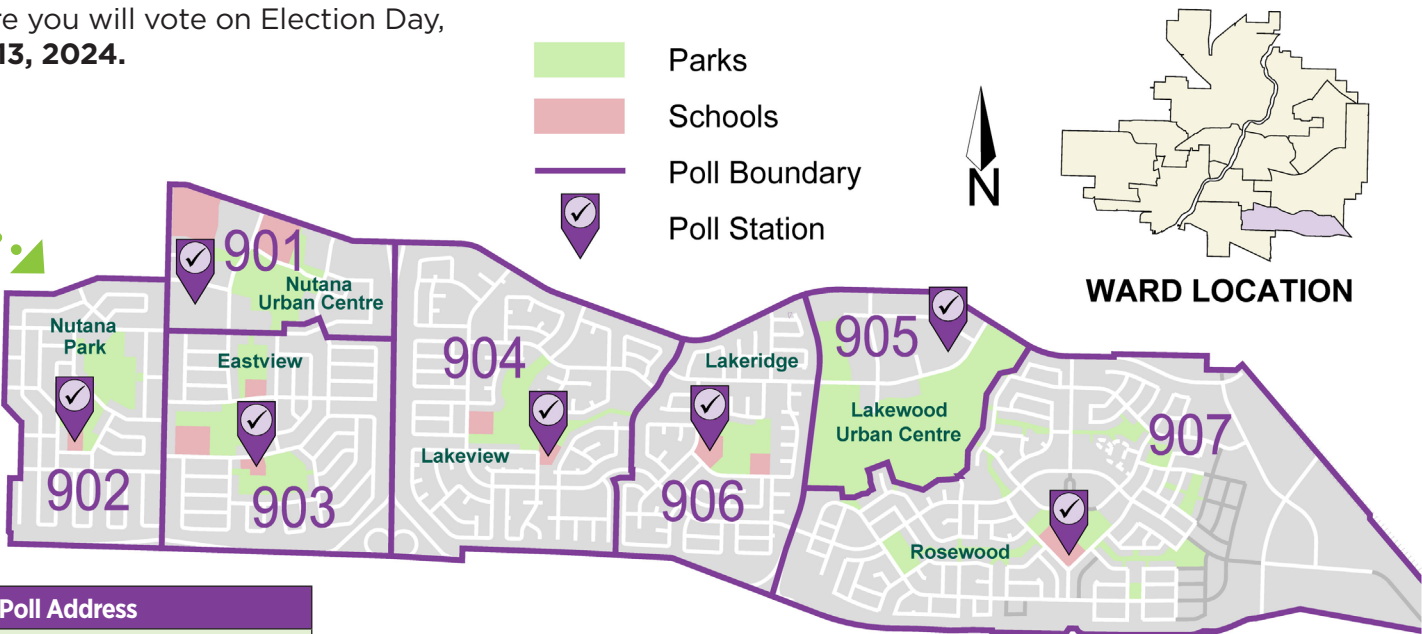 re you will vote on Election Day,
13, 2024.
Parks
Schools
Poll Boundary
Poll Station
N
WARD LOCATION
901
Nutana
Urban Centre
Nutana
Park
902
Eastview
903
904
Lakeview
Lakeridge
906
905
Lakewood
Urban Centre
907
Rosewood
Poll Address